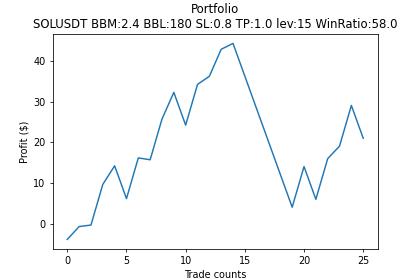 Portfolio
SOLUSDT BBM:2.4 BBL:180 SL:0.8 TP:1.0 lev:15 WinRatio:58.0
Profit ($)
40
30
20
10
0
0 5 10 15 20 25
Trade counts